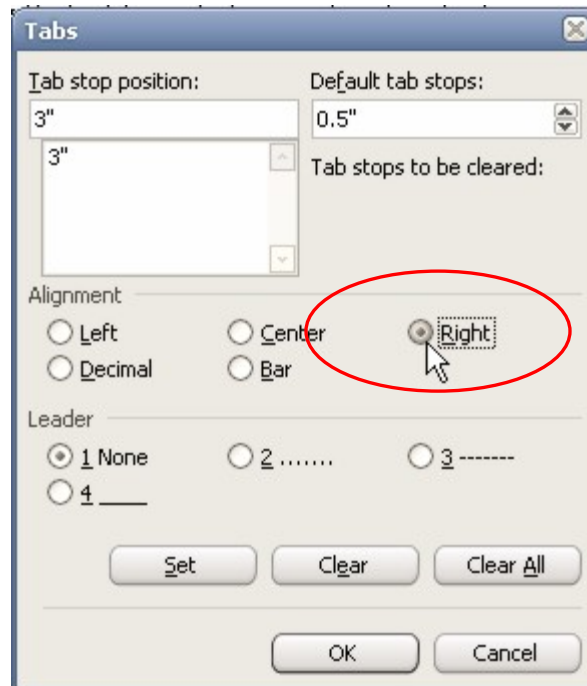 Tabs
Tab stop position: Default tab stops:
3" 0.5"
3" Tab stops to be cleared:
Alignment
Left Center Right
Decimal Bar
Leader
1 None 2 ....... 3 -------
4 ____
Set Clear Clear All
OK Cancel